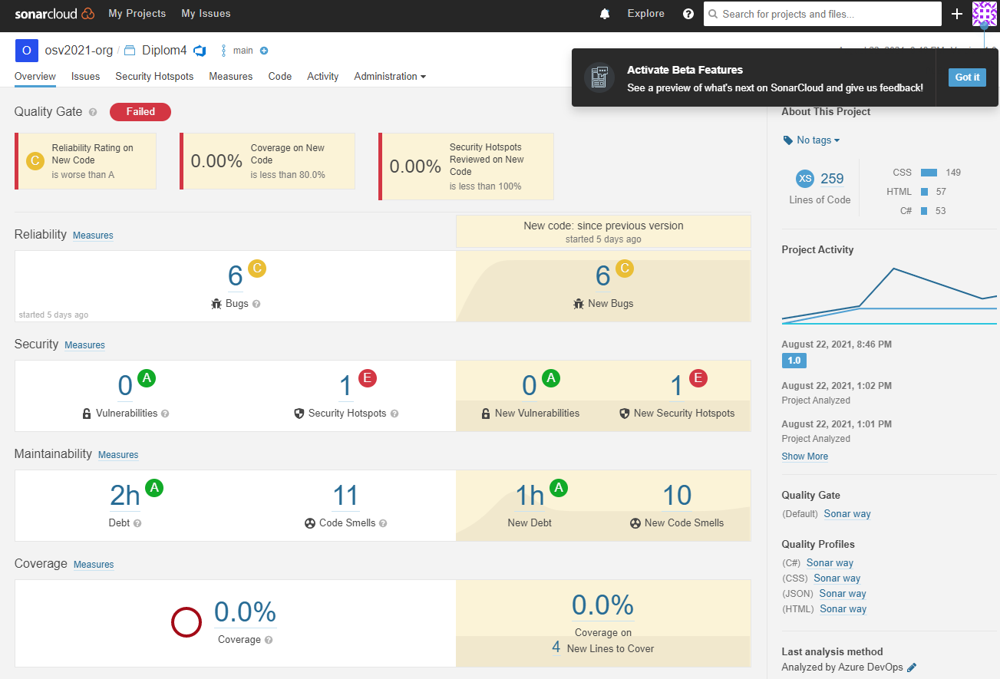 sonarcloud My Projects My Issues Explore Search for projects and files...
O osv2021-org / Diplom4 main
Overview Issues Security Hotspots Measures Code Activity Administration
Activate Beta Features
See a preview of what's next on SonarCloud and give us feedback!
Got it
Quality Gate ? Failed
C
Reliability Rating on
New Code
is worse than A
0.00%
Coverage on New
Code
is less than 80.0%
0.00%
Security Hotspots
Reviewed on New
Code
is less than 100%
Reliability Measures
New code: since previous version
started 5 days ago
6 C
Bugs ?
started 5 days ago
6 C
New Bugs
Security Measures
0 A
Vulnerabilities ?
1 E
Security Hotspots ?
0 A
New Vulnerabilities
1 E
New Security Hotspots
Maintainability Measures
2h A
Debt ?
11
Code Smells ?
1h A
New Debt
10
New Code Smells
Coverage Measures
0.0%
Coverage ?
0.0%
Coverage on
4 New Lines to Cover
About This Project
No tags
XS 259
Lines of Code
CSS 149
HTML 57
C# 53
Project Activity
August 22, 2021, 8:46 PM
1.0
August 22, 2021, 1:02 PM
Project Analyzed
August 22, 2021, 1:01 PM
Project Analyzed
Show More
Quality Gate
(Default) Sonar way
Quality Profiles
(C#) Sonar way
(CSS) Sonar way
(JSON) Sonar way
(HTML) Sonar way
Last analysis method
Analyzed by Azure DevOps